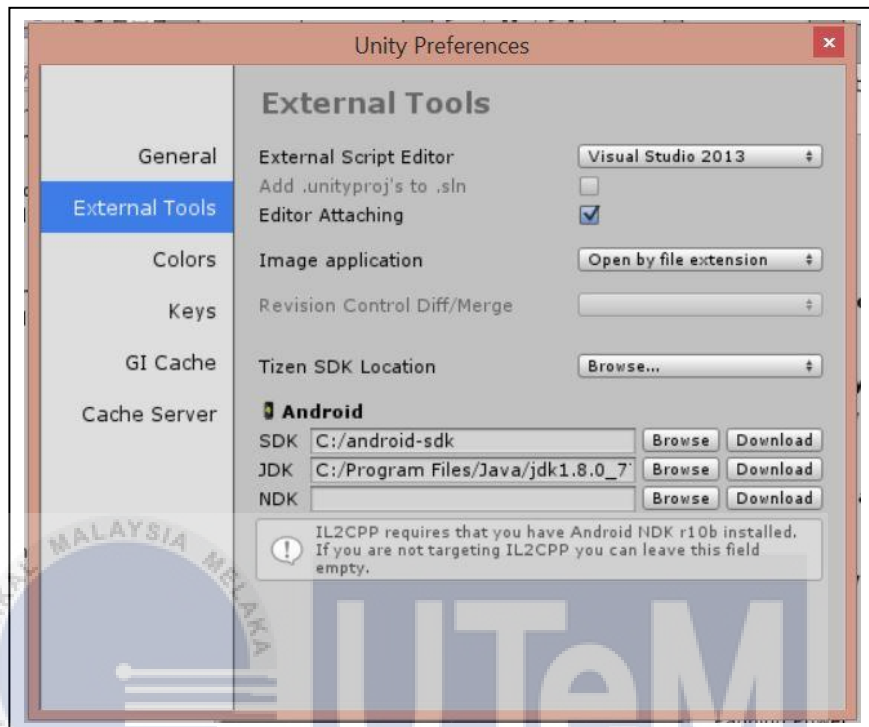 Unity Preferences
x
External Tools
General
External Tools
Colors
Keys
GI Cache
Cache Server
External Script Editor Visual Studio 2013
Add .unityproj's to .sln
Editor Attaching
Image application Open by file extension
Revision Control Diff/Merge
Tizen SDK Location Browse...
Android
SDK C:/android-sdk Browse Download
JDK C:/Program Files/Java/jdk1.8.0_7 Browse Download
NDK Browse Download
IL2CPP requires that you have Android NDK r10b installed.
If you are not targeting IL2CPP you can leave this field
empty.
MALAYSIA MELAKA
UTeM